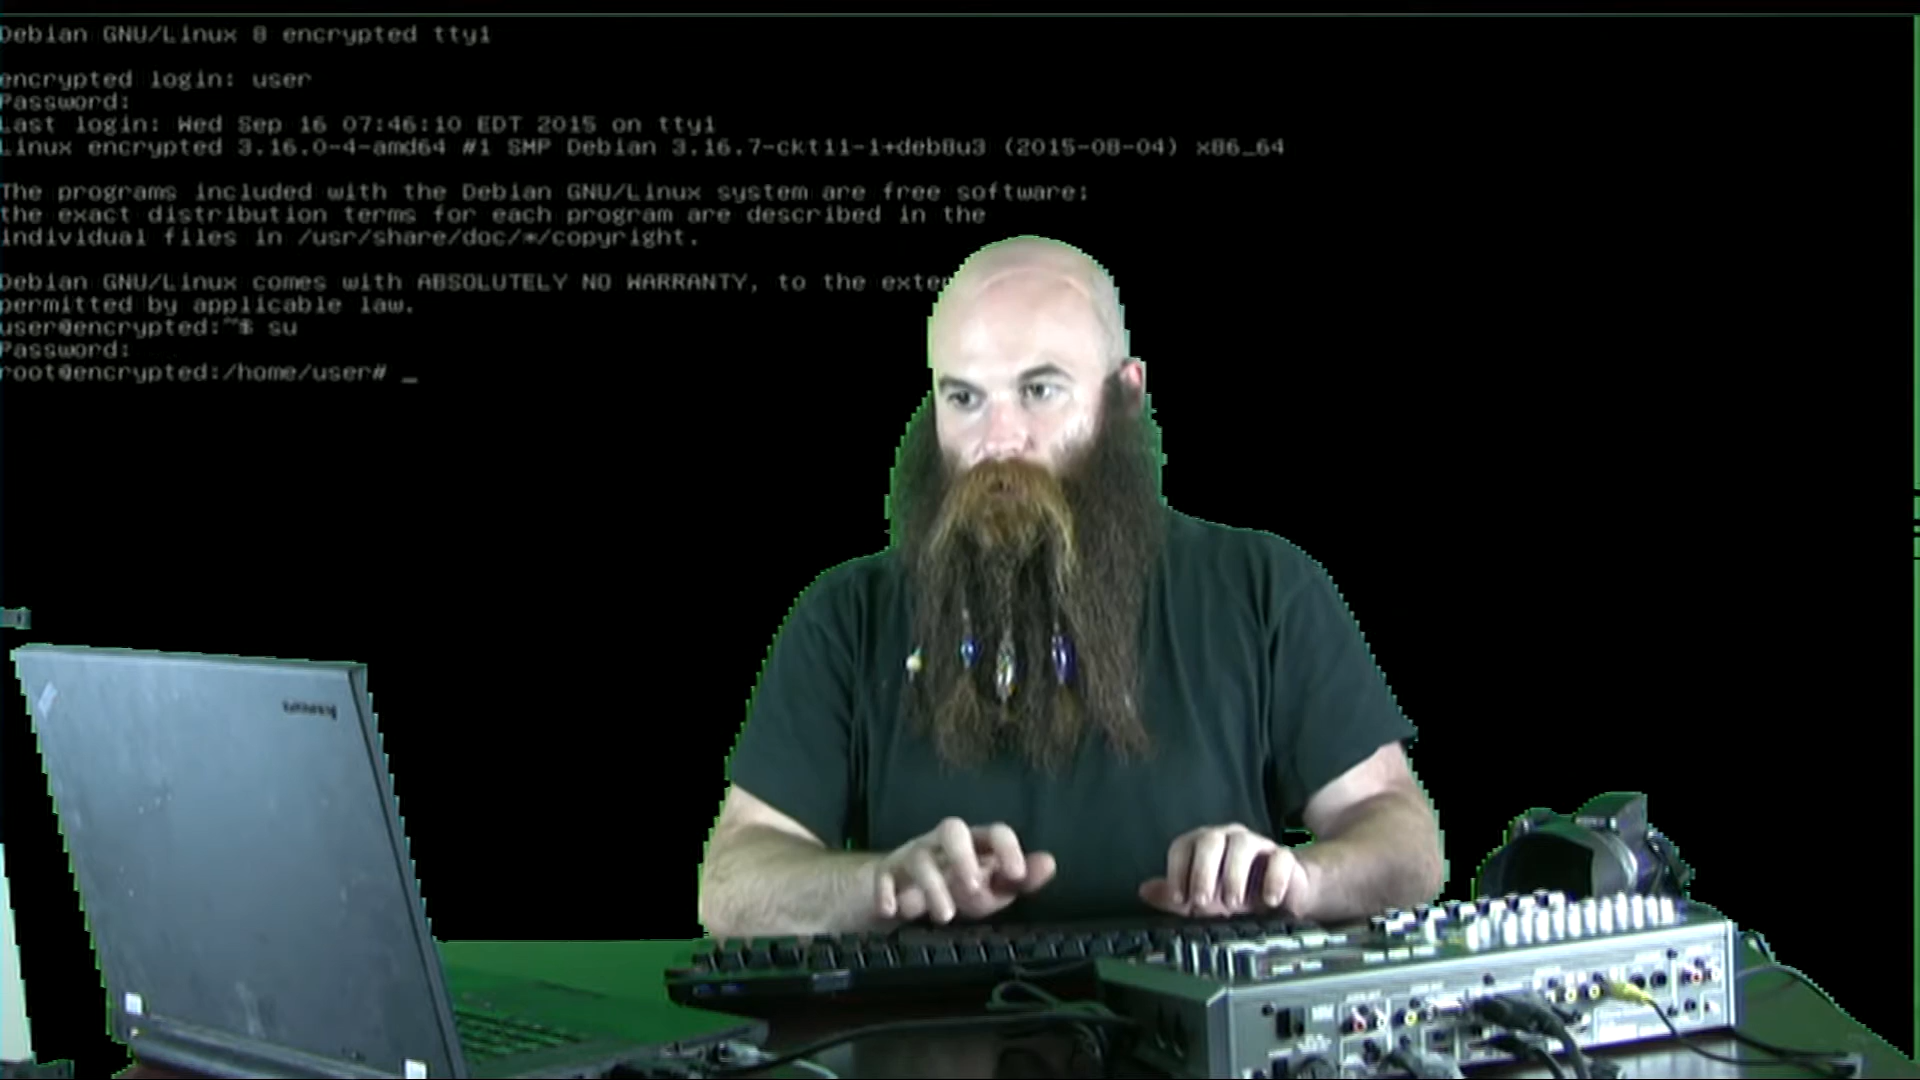 Debian GNU/Linux 8 encrypted tty1
encrypted login: user
Password:
Last login: Wed Sep 16 07:46:10 EDT 2015 on tty1
Linux encrypted 3.16.0-4-amd64 #1 SMP Debian 3.16.7-ckt11-1+deb8u3 (2015-08-04) x86_64
The programs included with the Debian GNU/Linux system are free software;
the exact distribution terms for each program are described in the
individual files in /usr/share/doc/*/copyright.
Debian GNU/Linux comes with ABSOLUTELY NO WARRANTY, to the exte
permitted by applicable law.
user@encrypted:~$ su
Password:
root@encrypted:/home/user# _
lenovo